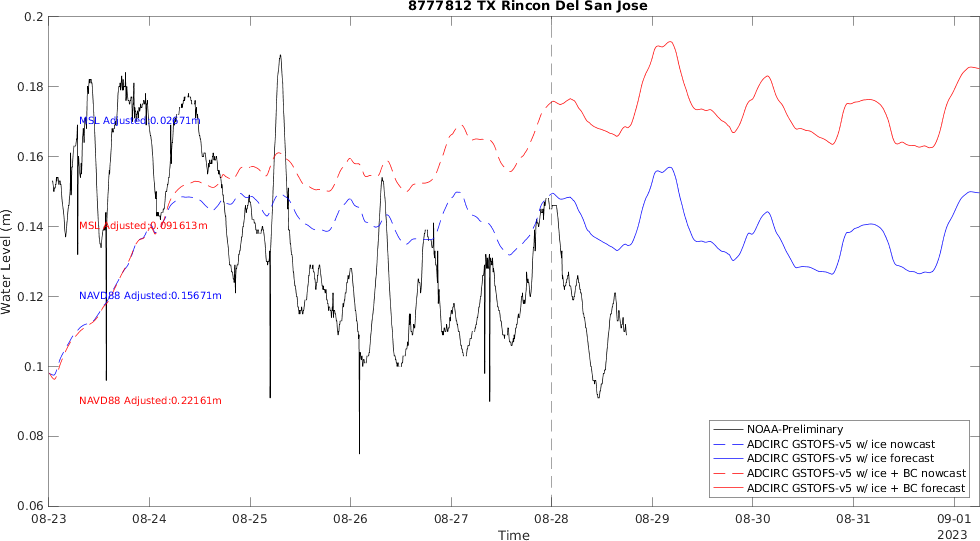 8777812 TX Rincon Del San Jose
0.2
0.18
0.16
0.14
0.12
0.1
0.08
0.06
Water Level (m)
MSL Adjusted:0.02671m
MSL Adjusted:0.091613m
NAVD88 Adjusted:0.15671m
NAVD88 Adjusted:0.22161m
NOAA-Preliminary
ADCIRC GSTOFS-v5 w/ ice nowcast
ADCIRC GSTOFS-v5 w/ ice forecast
ADCIRC GSTOFS-v5 w/ ice + BC nowcast
ADCIRC GSTOFS-v5 w/ ice + BC forecast
08-23 08-24 08-25 08-26 08-27 08-28 08-29 08-30 08-31 09-01
Time 2023